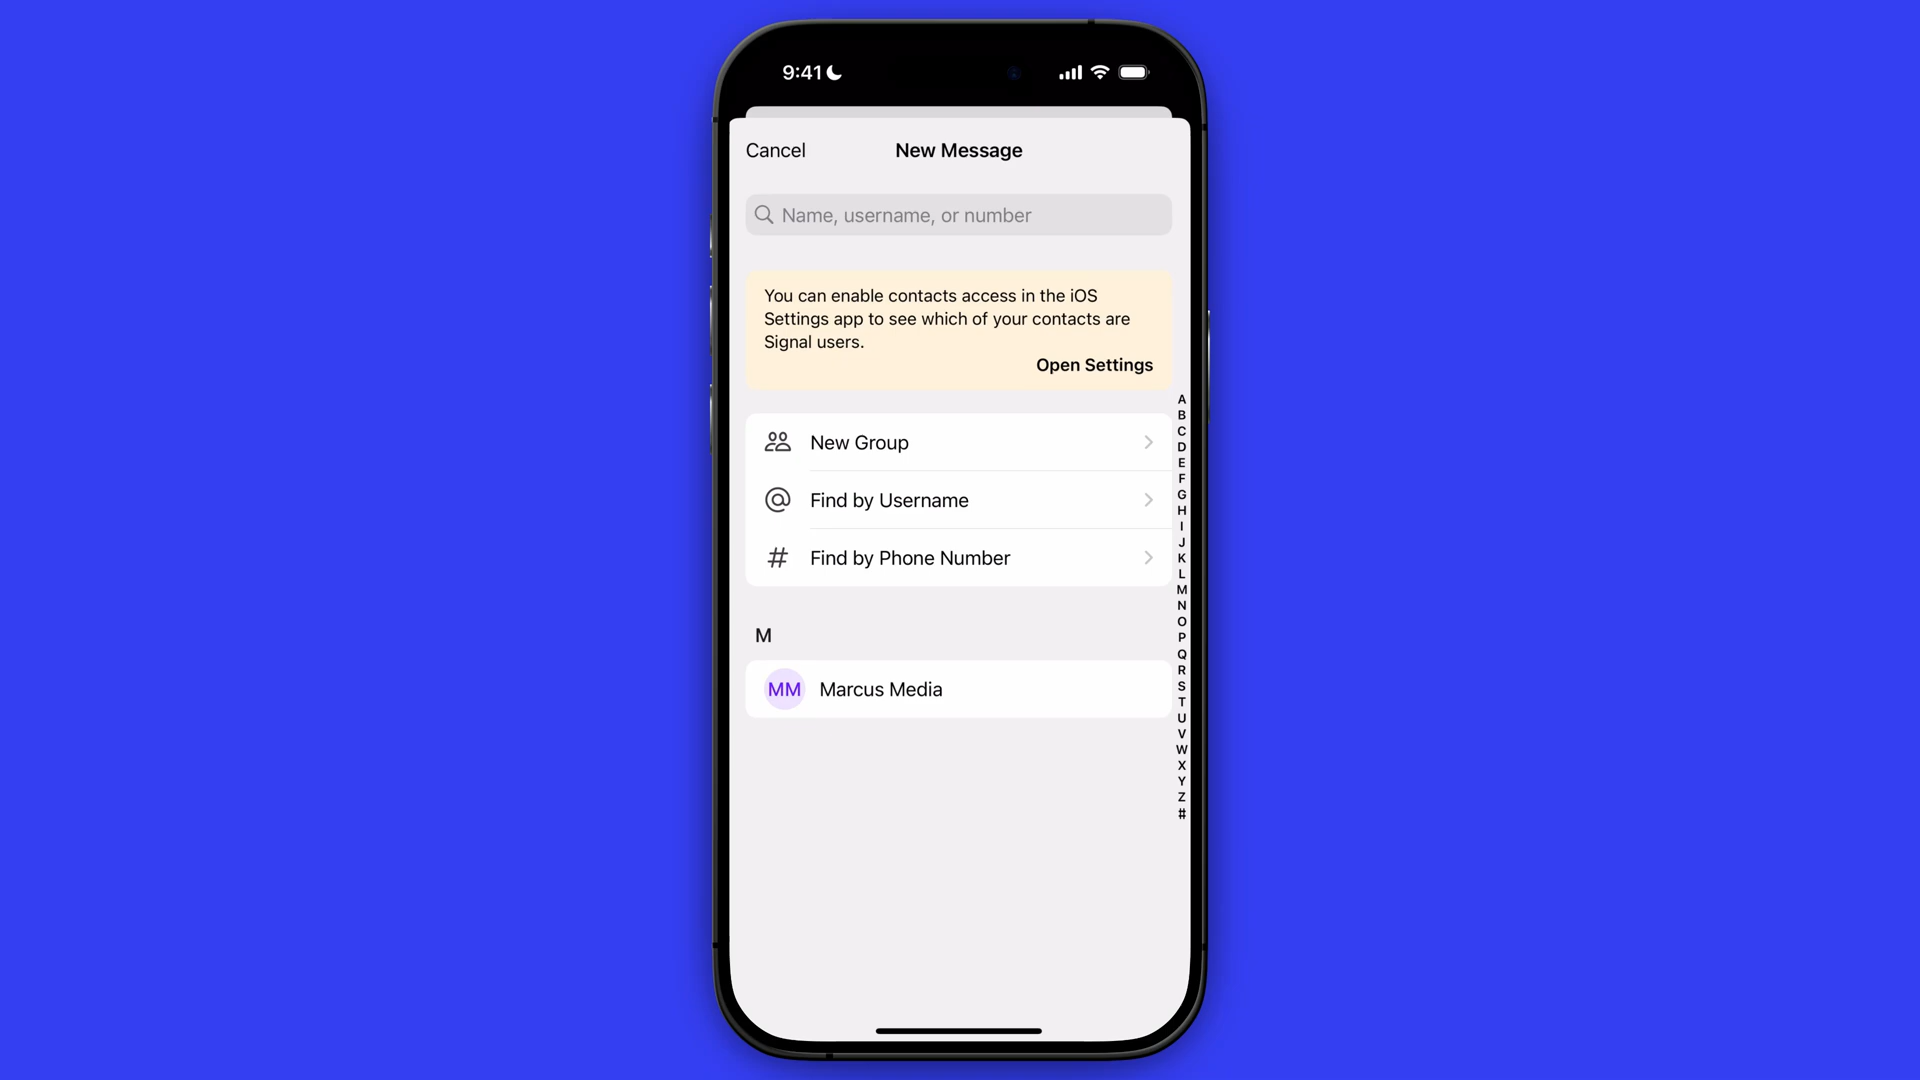 9:41
Cancel
New Message
Name, username, or number
You can enable contacts access in the iOS
Settings app to see which of your contacts are
Signal users.
Open Settings
New Group
Find by Username
Find by Phone Number
M
MM
Marcus Media
A
B
C
D
E
F
G
H
I
J
K
L
M
N
O
P
Q
R
S
T
U
V
W
X
Y
Z
#